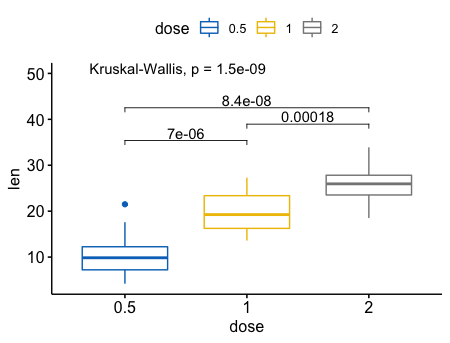 dose 0.5 1 2
Kruskal-Wallis, p = 1.5e-09
50
40
30
20
10
len
8.4e-08
0.00018
7e-06
0.5 1 2
dose